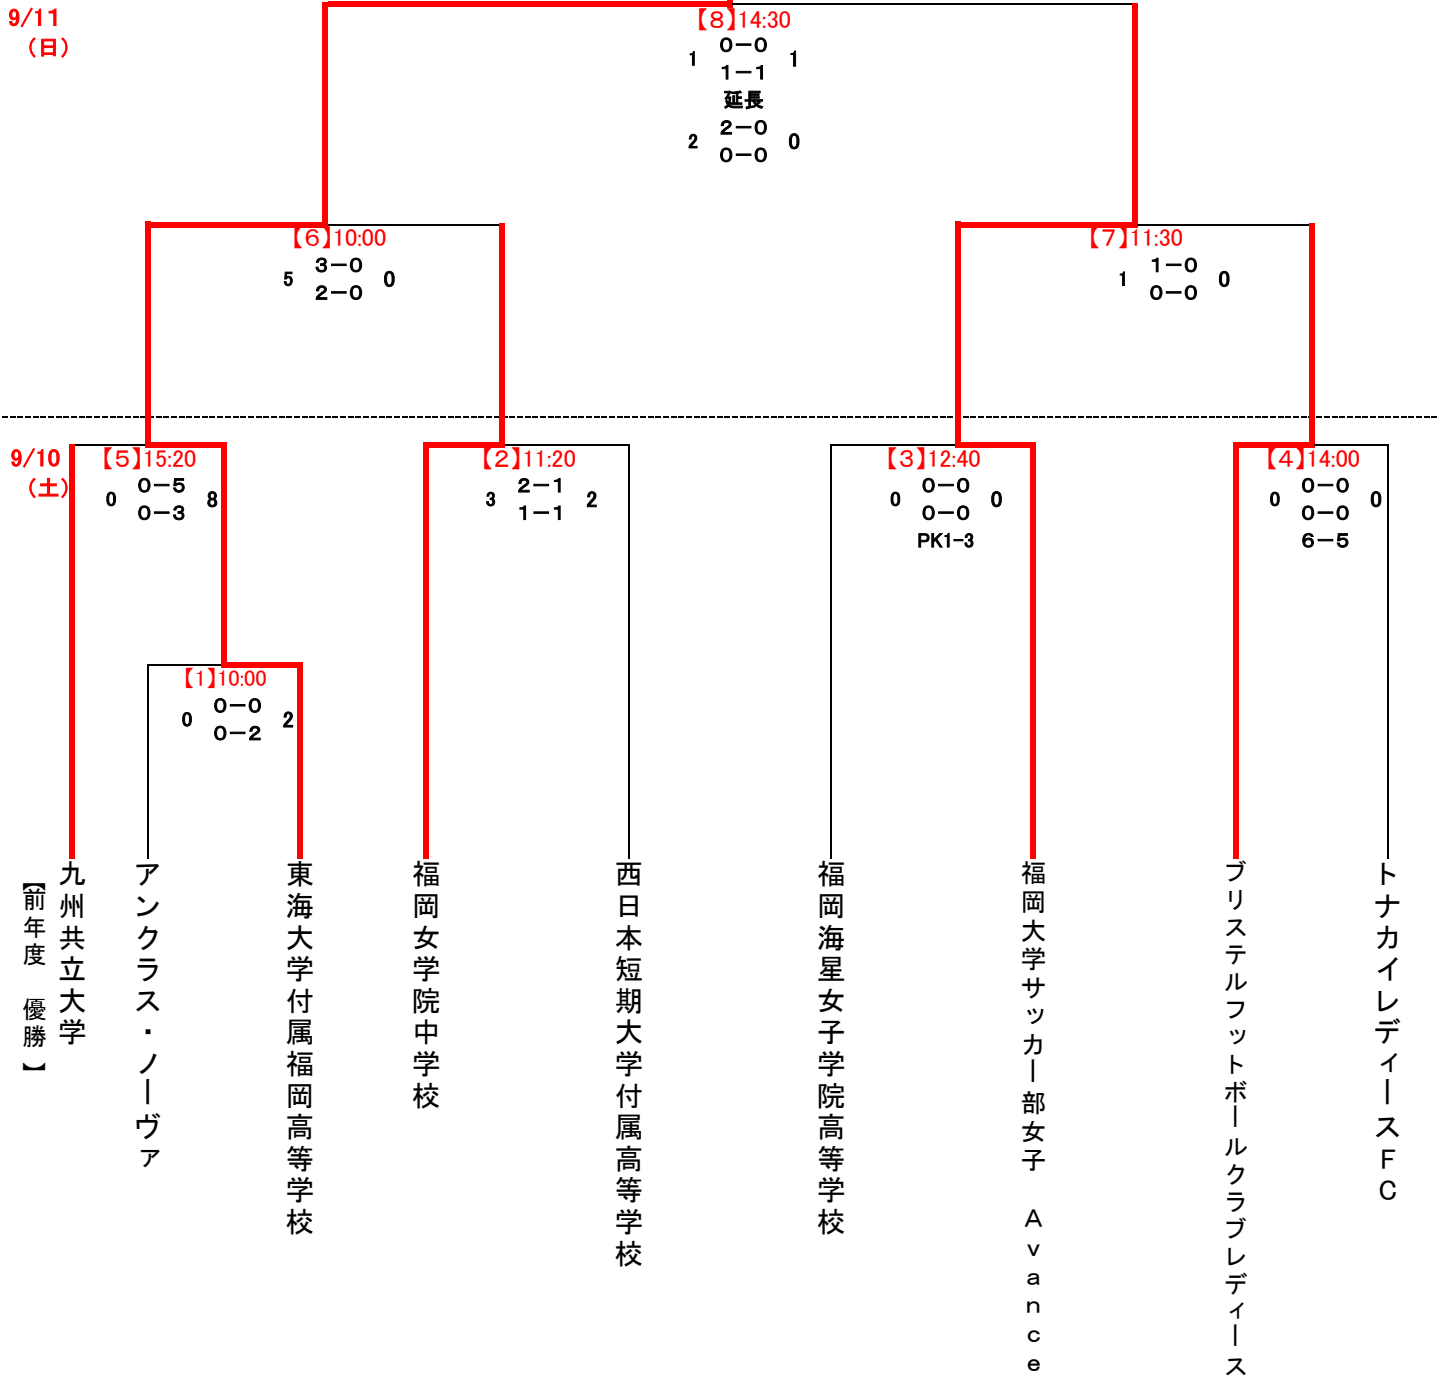 9/11
（日）
【8】14:30
1 0－0 1
1－1
延長
2 2－0 0
0－0
【6】10:00
5 3－0 0
2－0
【7】11:30
1 1－0 0
0－0
9/10
（土）
【5】15:20
0 0－5 8
0－3
【2】11:20
3 2－1 2
1－1
【3】12:40
0 0－0 0
0－0
PK1-3
【4】14:00
0 0－0 0
0－0
6－5
【1】10:00
0 0－0 2
0－2
九州共立大学
【前年度　優勝】
アンクラス・ノーヴァ
東海大学付属福岡高等学校
福岡女学院中学校
西日本短期大学付属高等学校
福岡海星女子学院高等学校
福岡大学サッカー部女子　Ａｖａｎｃｅ
ブリステルフットボールクラブレディース
トナカイレディースＦＣ